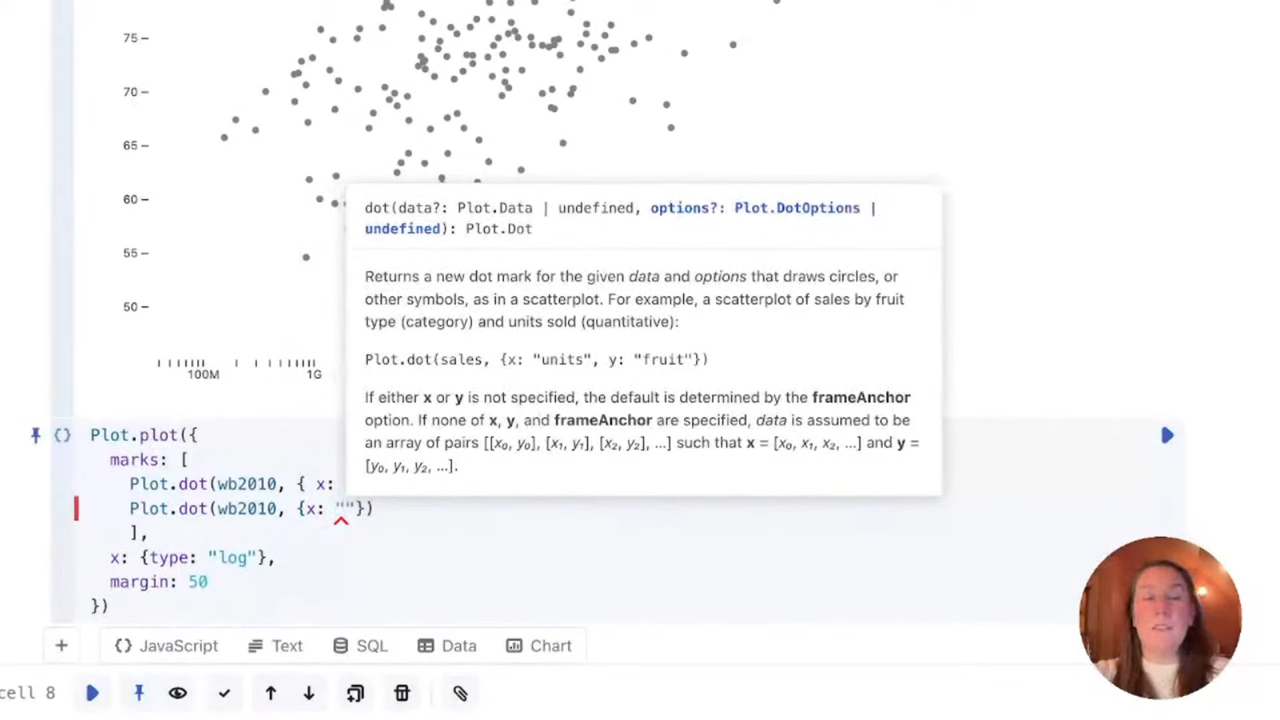 75
70
65
60
55
50
100M
1G
dot(data?: Plot.Data | undefined, options?: Plot.DotOptions |
undefined): Plot.Dot
Returns a new dot mark for the given data and options that draws circles, or
other symbols, as in a scatterplot. For example, a scatterplot of sales by fruit
type (category) and units sold (quantitative):
Plot.dot(sales, {x: "units", y: "fruit"})
If either x or y is not specified, the default is determined by the frameAnchor
option. If none of x, y, and frameAnchor are specified, data is assumed to be
an array of pairs [[x₀, y₀], [x₁, y₁], [x₂, y₂], …] such that x = [x₀, x₁, x₂, …] and y =
[y₀, y₁, y₂, …].
Plot.plot({
marks: [
Plot.dot(wb2010, { x:
Plot.dot(wb2010, {x: ""})
],
x: {type: "log"},
margin: 50
})
+ {} JavaScript Text SQL Data Chart
cell 8